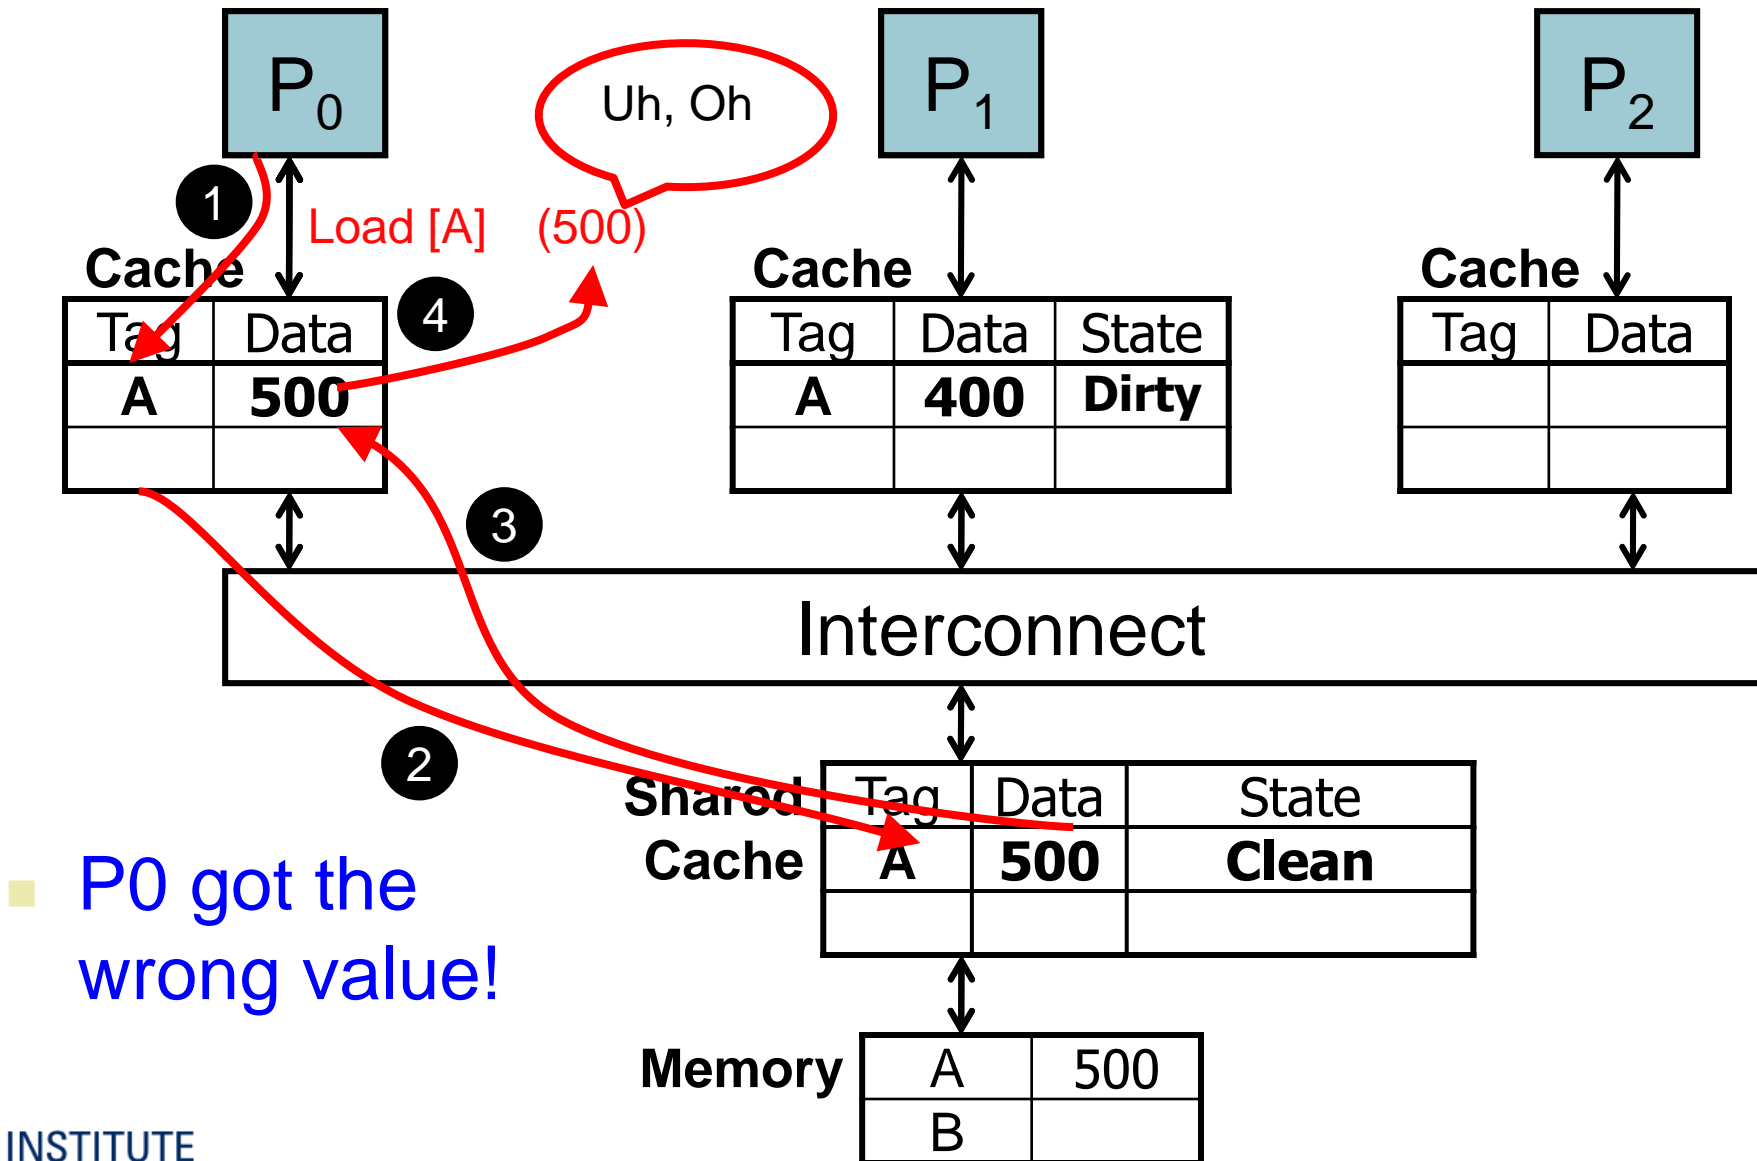 P0 P1 P2
Uh, Oh
1
Load [A] (500)
Cache Cache Cache
4
Tag Data Tag Data State Tag Data
A 500 A 400 Dirty
3
Interconnect
2
Shared Tag Data State
Cache A 500 Clean
P0 got the
wrong value!
Memory A 500
B
INSTITUTE